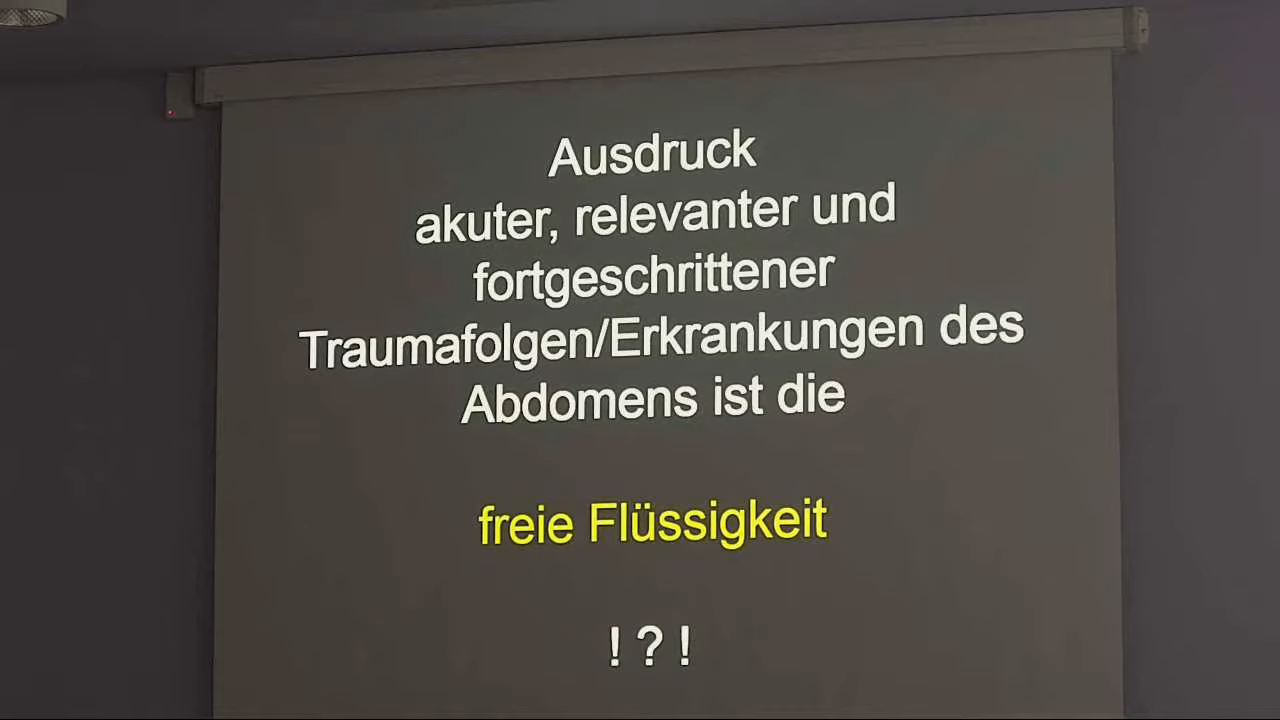 Ausdruck
akuter, relevanter und
fortgeschrittener
Traumafolgen/Erkrankungen des
Abdomens ist die
freie Flüssigkeit
! ? !